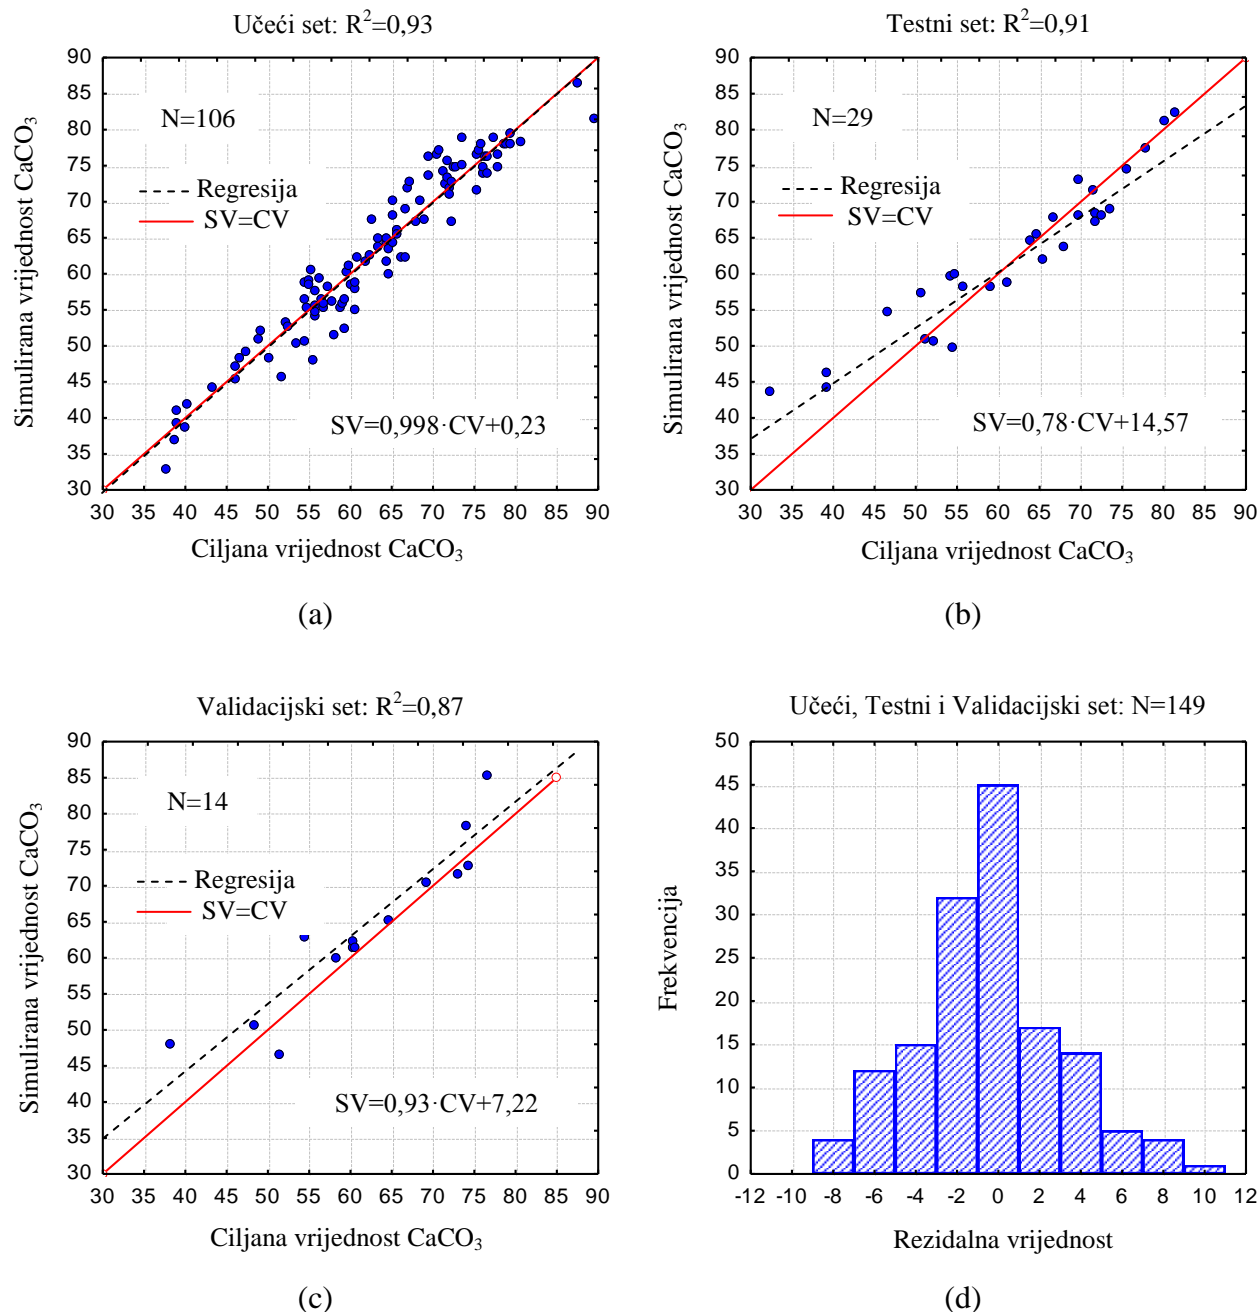 Učeći set: R²=0,93
90
85
80
75
70
65
60
55
50
45
40
35
30
Simulirana vrijednost CaCO₃
N=106
Regresija
SV=CV
SV=0,998·CV+0,23
30 35 40 45 50 55 60 65 70 75 80 85 90
Ciljana vrijednost CaCO₃
(a)
Testni set: R²=0,91
90
85
80
75
70
65
60
55
50
45
40
35
30
Simulirana vrijednost CaCO₃
N=29
Regresija
SV=CV
SV=0,78·CV+14,57
30 35 40 45 50 55 60 65 70 75 80 85 90
Ciljana vrijednost CaCO₃
(b)
Validacijski set: R²=0,87
90
85
80
75
70
65
60
55
50
45
40
35
30
Simulirana vrijednost CaCO₃
N=14
Regresija
SV=CV
SV=0,93·CV+7,22
30 35 40 45 50 55 60 65 70 75 80 85 90
Ciljana vrijednost CaCO₃
(c)
Učeći, Testni i Validacijski set: N=149
50
45
40
35
30
25
20
15
10
5
0
Frekvencija
-12 -10 -8 -6 -4 -2 0 2 4 6 8 10 12
Rezidalna vrijednost
(d)